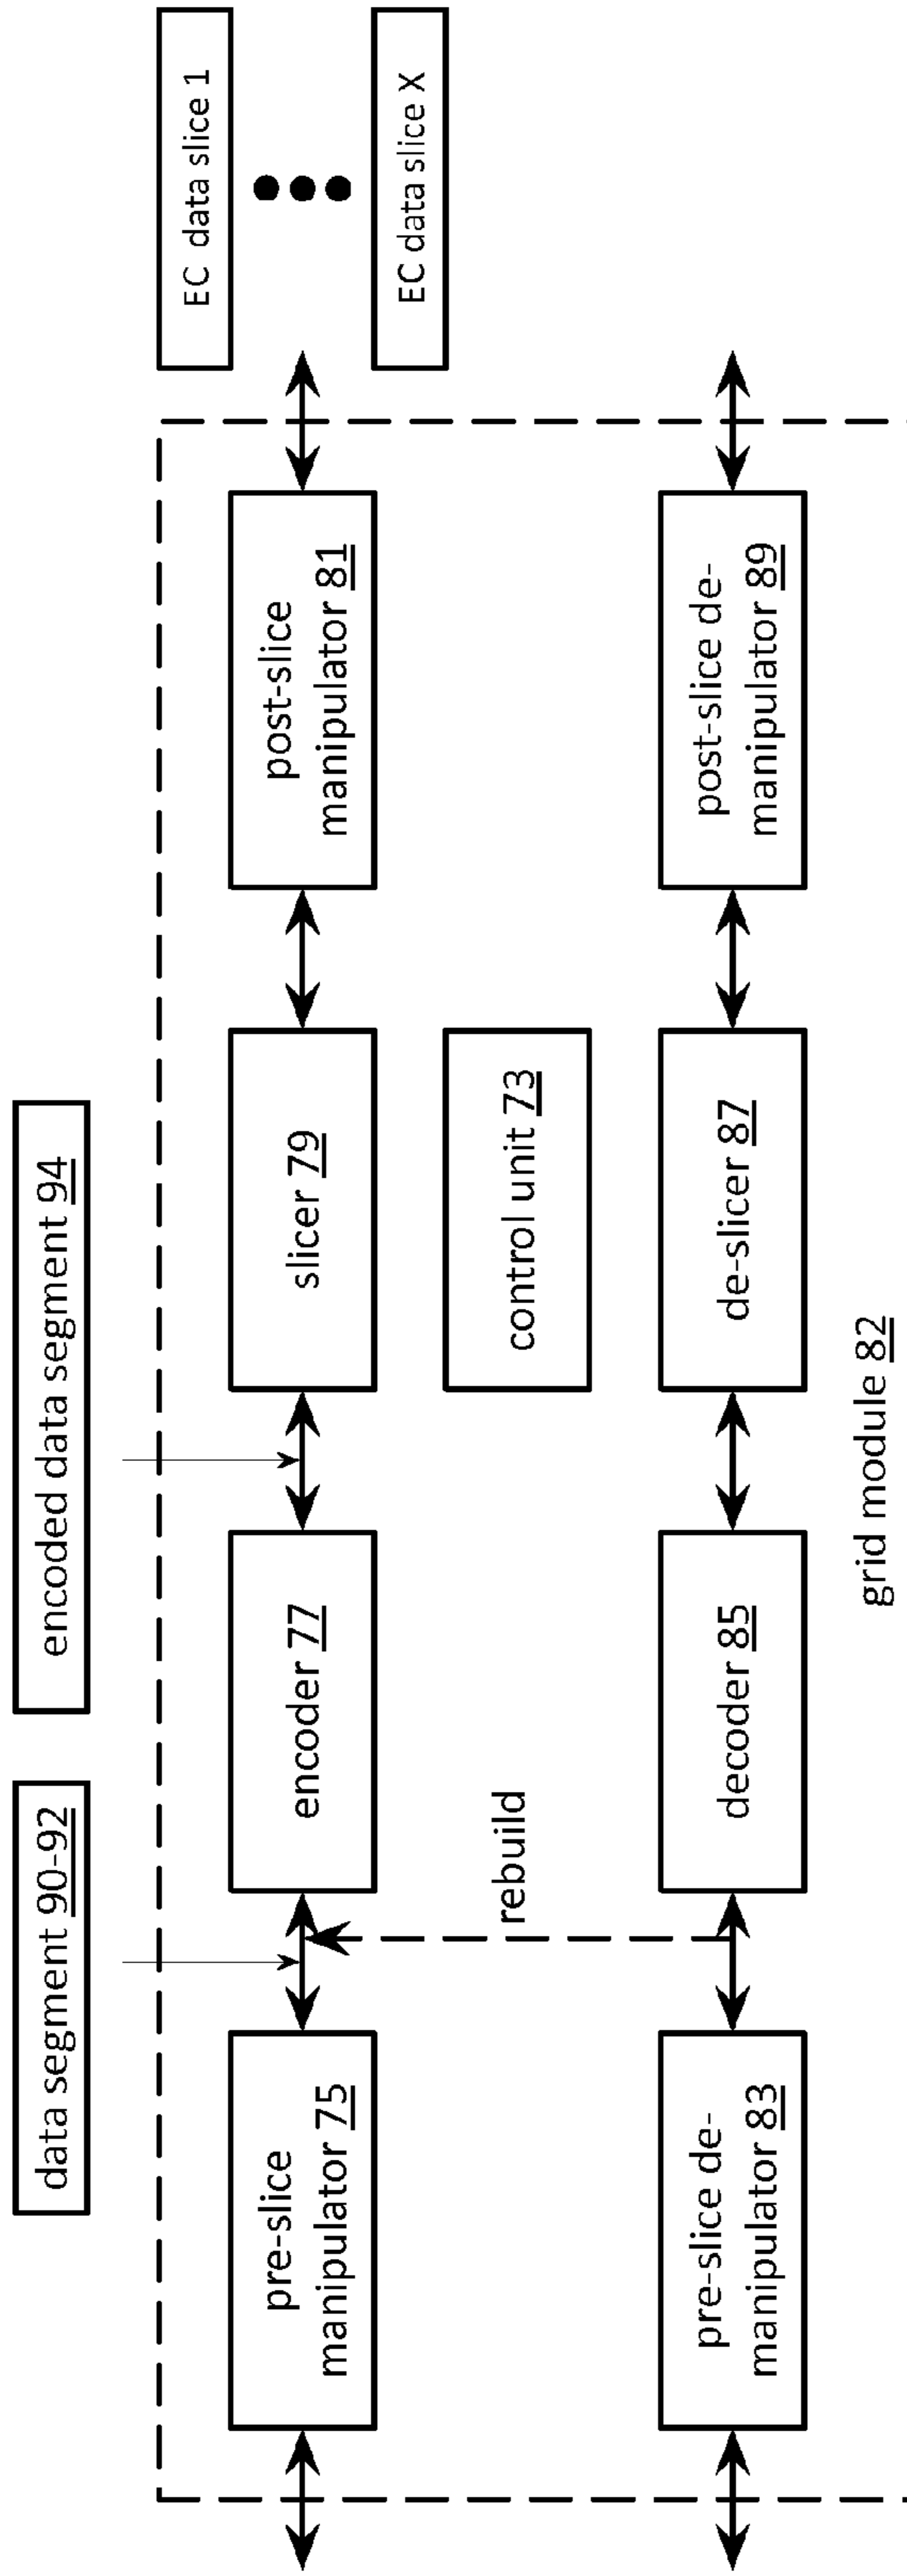 data segment 90-92
encoded data segment 94
EC data slice 1
EC data slice X
pre-slice
manipulator 75
encoder 77
slicer 79
post-slice
manipulator 81
rebuild
control unit 73
pre-slice de-
manipulator 83
decoder 85
de-slicer 87
post-slice de-
manipulator 89
grid module 82